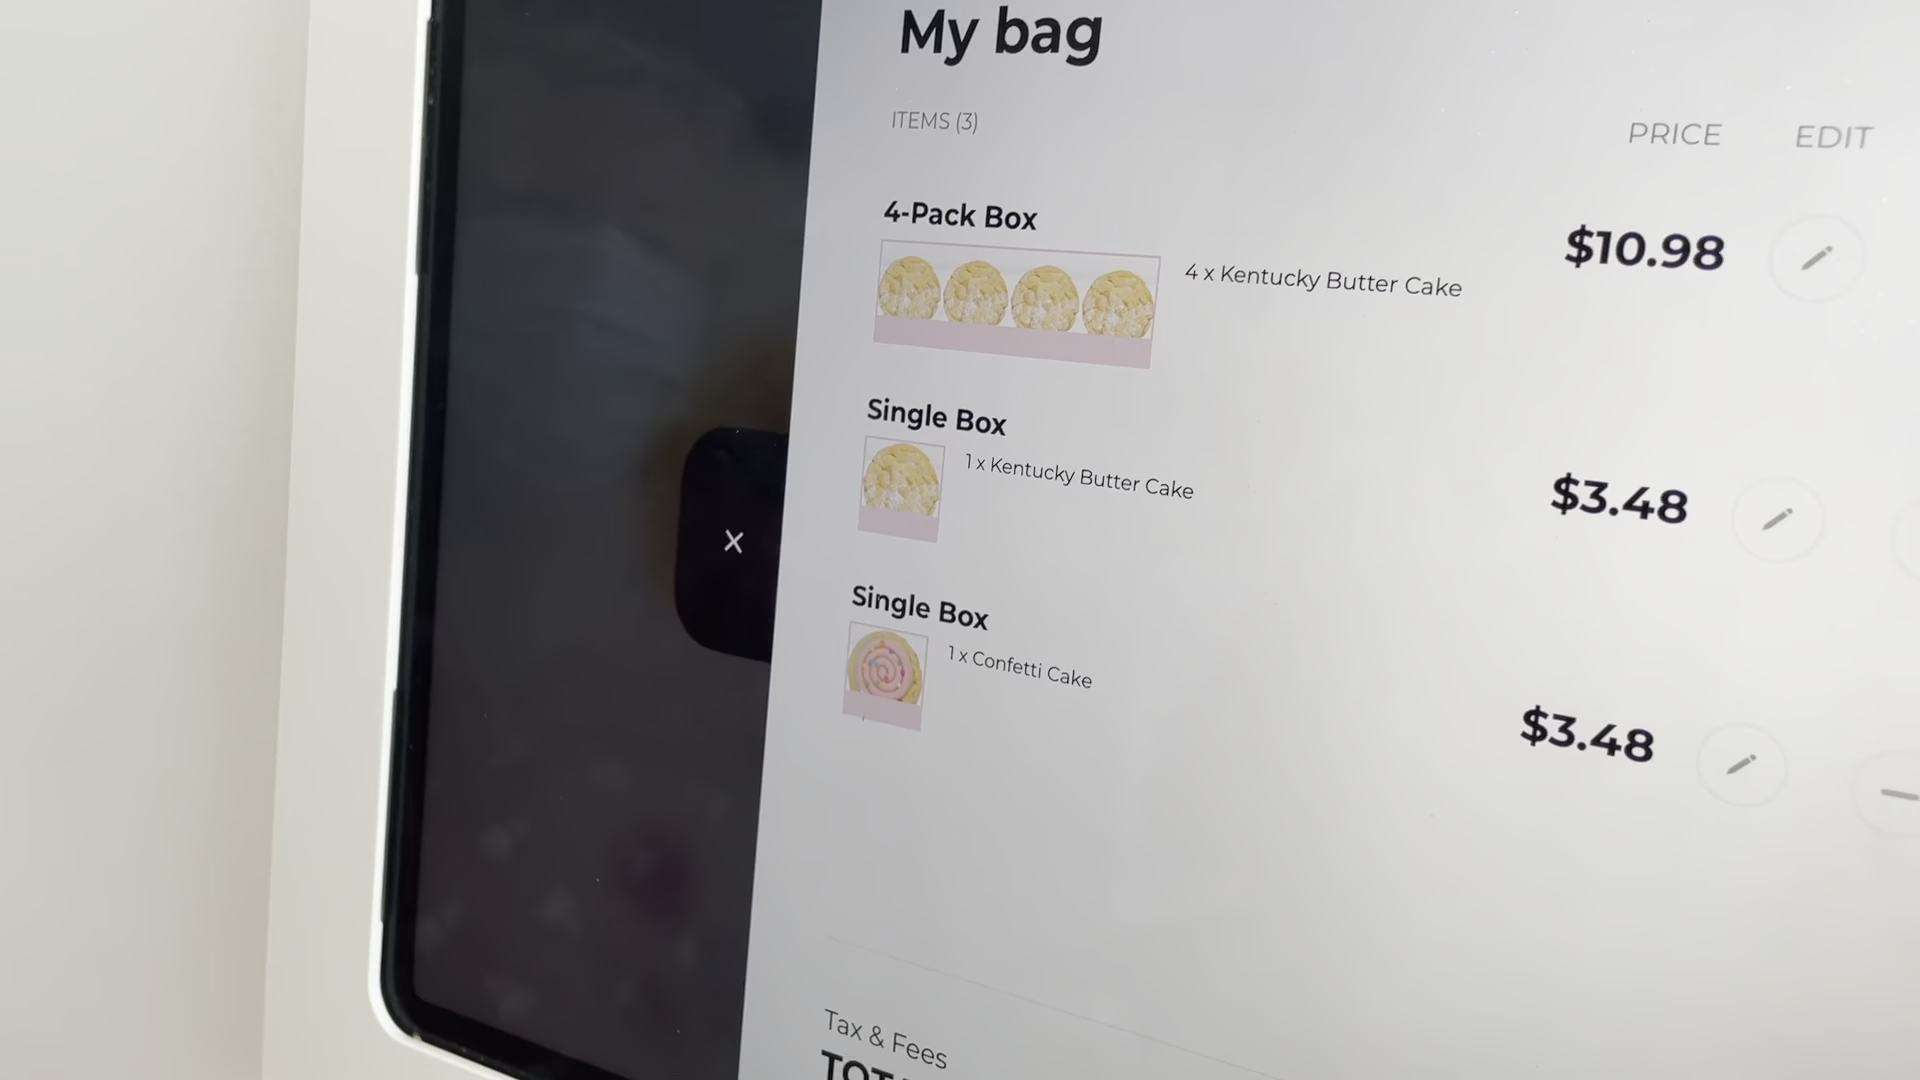 My bag
ITEMS (3)
PRICE EDIT
4-Pack Box
4 x Kentucky Butter Cake
$10.98
Single Box
1 x Kentucky Butter Cake
$3.48
Single Box
1 x Confetti Cake
$3.48
Tax & Fees